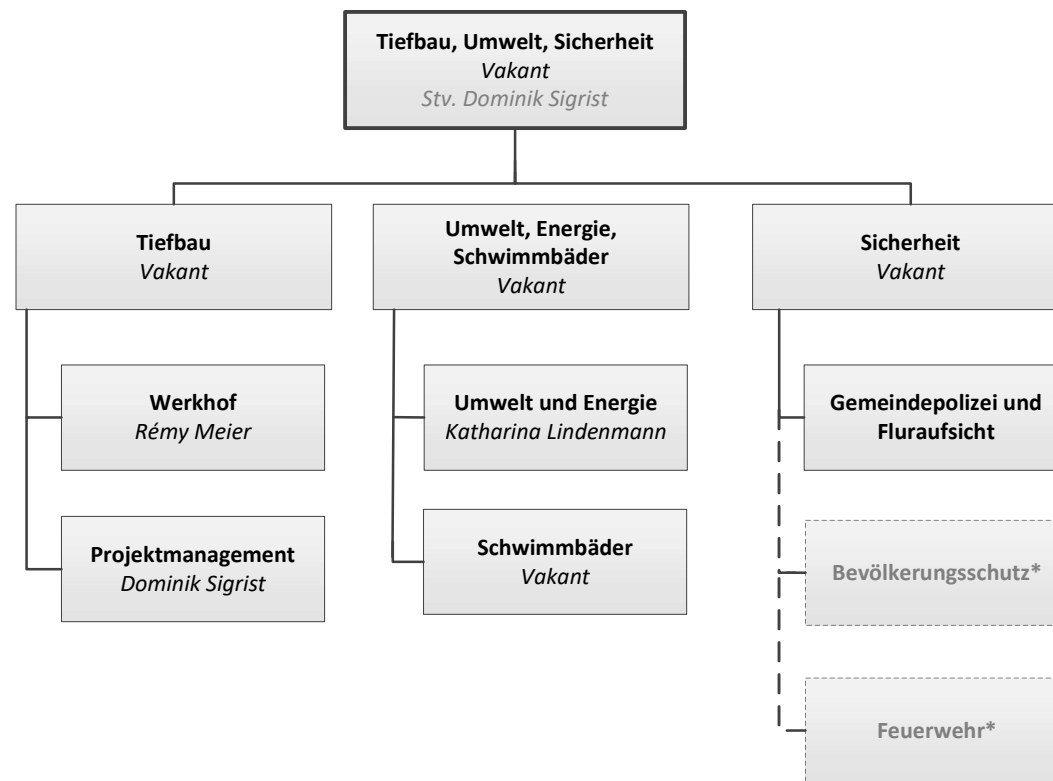 Tiefbau, Umwelt, Sicherheit
Vakant
Stv. Dominik Sigrist
Tiefbau
Vakant
Umwelt, Energie,
Schwimmbäder
Vakant
Sicherheit
Vakant
Werkhof
Rémy Meier
Umwelt und Energie
Katharina Lindenmann
Gemeindepolizei und
Fluraufsicht
Projektmanagement
Dominik Sigrist
Schwimmbäder
Vakant
Bevölkerungsschutz*
Feuerwehr*